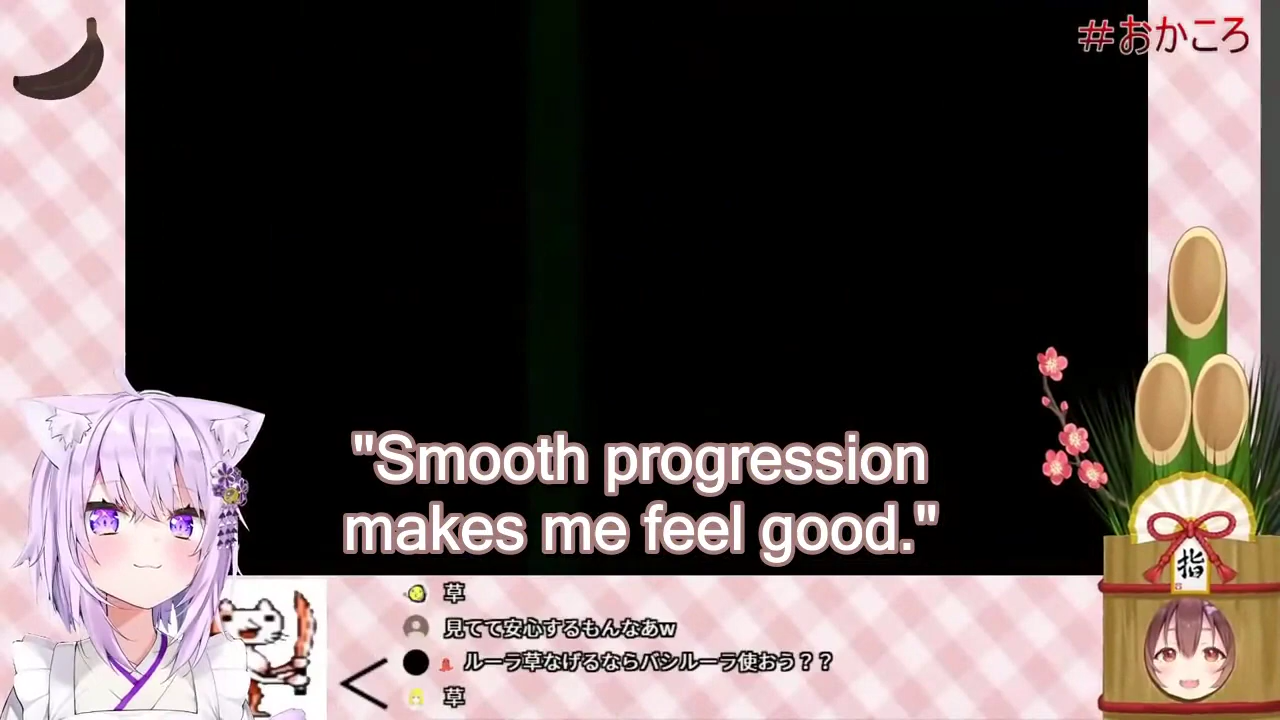 #おかころ
"Smooth progression
makes me feel good."
指
草
見てて安心するもんなあw
ルーラ草なげるならバシルーラ使おう？？
草